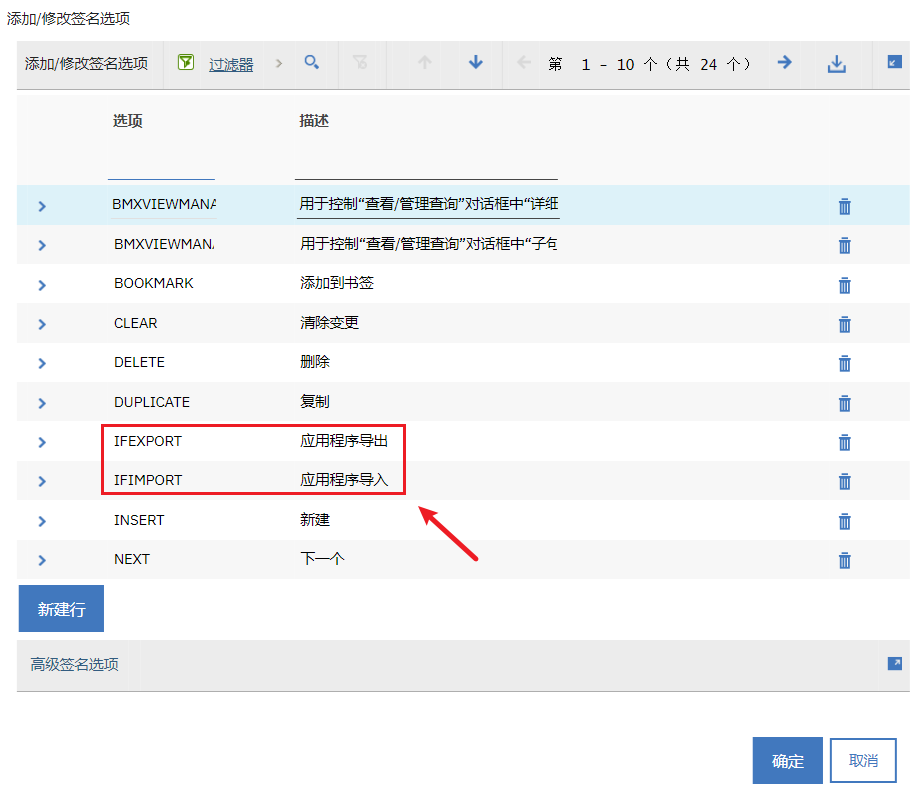 添加/修改签名选项
添加/修改签名选项 过滤器 第 1 - 10 个（共 24 个）
选项 描述
BMXVIEWMANA 用于控制“查看/管理查询”对话框中“详细
BMXVIEWMAN 用于控制“查看/管理查询”对话框中“子句
BOOKMARK 添加到书签
CLEAR 清除变更
DELETE 删除
DUPLICATE 复制
IFEXPORT 应用程序导出
IFIMPORT 应用程序导入
INSERT 新建
NEXT 下一个
新建行
高级签名选项
确定 取消